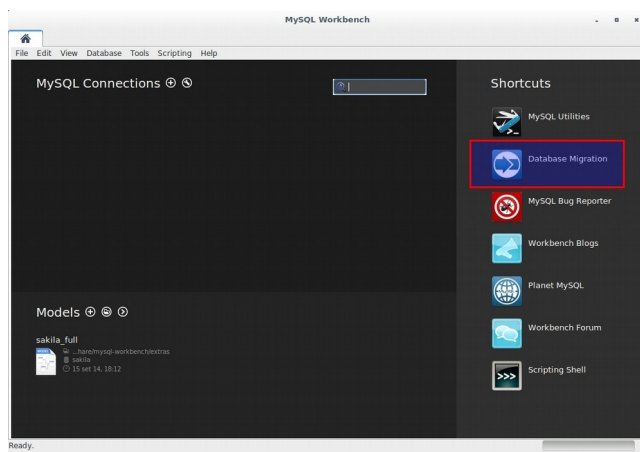 MySQL Workbench
File Edit View Database Tools Scripting Help
MySQL Connections
Shortcuts
MySQL Utilities
Database Migration
MySQL Bug Reporter
Workbench Blogs
Planet MySQL
Workbench Forum
Scripting Shell
Models
sakila_full
...hare/mysql-workbench/extras
sakila
15 set 14, 18:12
Ready.